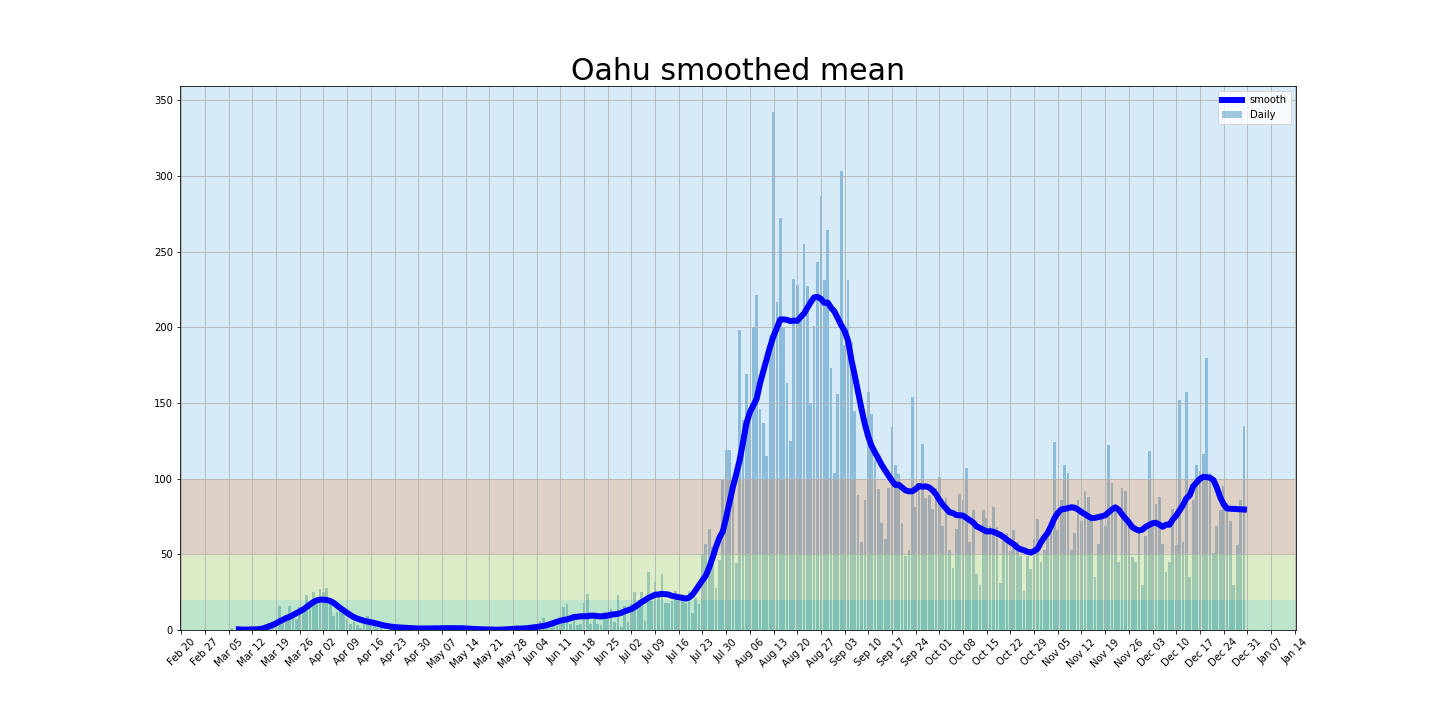 Oahu smoothed mean
smooth
Daily
350
300
250
200
150
100
50
0
Feb 20
Feb 27
Mar 05
Mar 12
Mar 19
Mar 26
Apr 02
Apr 09
Apr 16
Apr 23
Apr 30
May 07
May 14
May 21
May 28
Jun 04
Jun 11
Jun 18
Jun 25
Jul 02
Jul 09
Jul 16
Jul 23
Jul 30
Aug 06
Aug 13
Aug 20
Aug 27
Sep 03
Sep 10
Sep 17
Sep 24
Oct 01
Oct 08
Oct 15
Oct 22
Oct 29
Nov 05
Nov 12
Nov 19
Nov 26
Dec 03
Dec 10
Dec 17
Dec 24
Dec 31
Jan 07
Jan 14